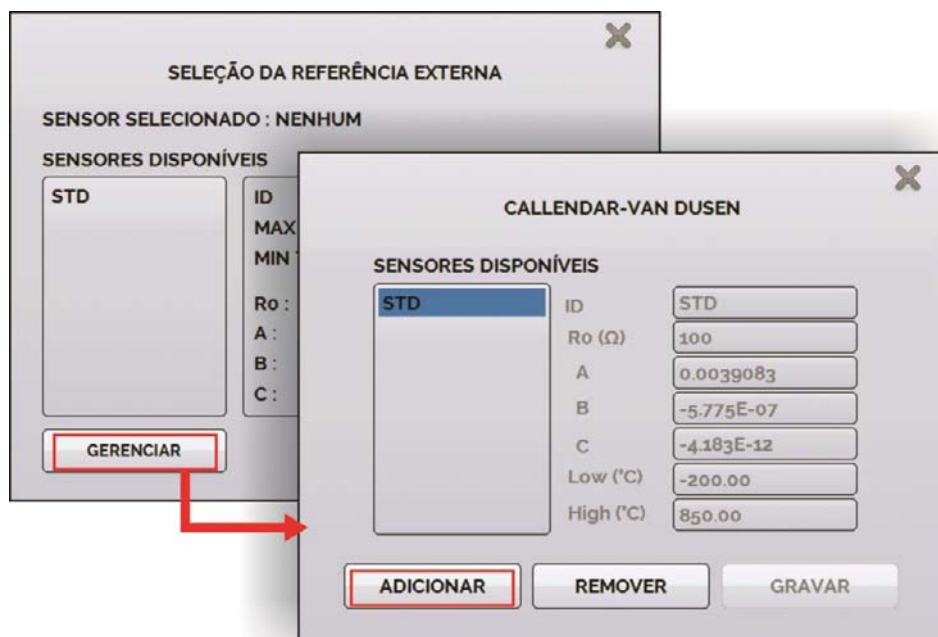 SELEÇÃO DA REFERÊNCIA EXTERNA
SENSOR SELECIONADO : NENHUM
SENSORES DISPONÍVEIS
STD
ID
MAX
MIN
R0 :
A :
B :
C :
GERENCIAR
CALLENDAR-VAN DUSEN
SENSORES DISPONÍVEIS
STD
ID STD
R0 (Ω) 100
A 0.0039083
B -5.775E-07
C -4.183E-12
Low (°C) -200.00
High (°C) 850.00
ADICIONAR REMOVER GRAVAR